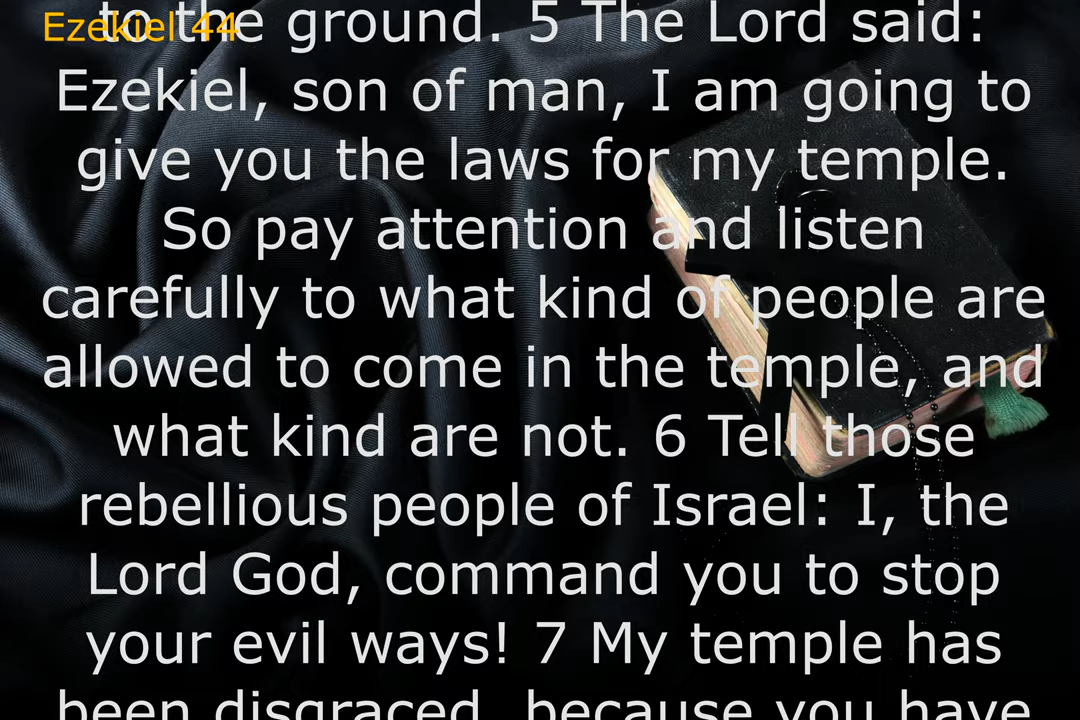 Ezekiel 44
to the ground. 5 The Lord said:
Ezekiel, son of man, I am going to
give you the laws for my temple.
So pay attention and listen
carefully to what kind of people are
allowed to come in the temple, and
what kind are not. 6 Tell those
rebellious people of Israel: I, the
Lord God, command you to stop
your evil ways! 7 My temple has
been disgraced, because you have